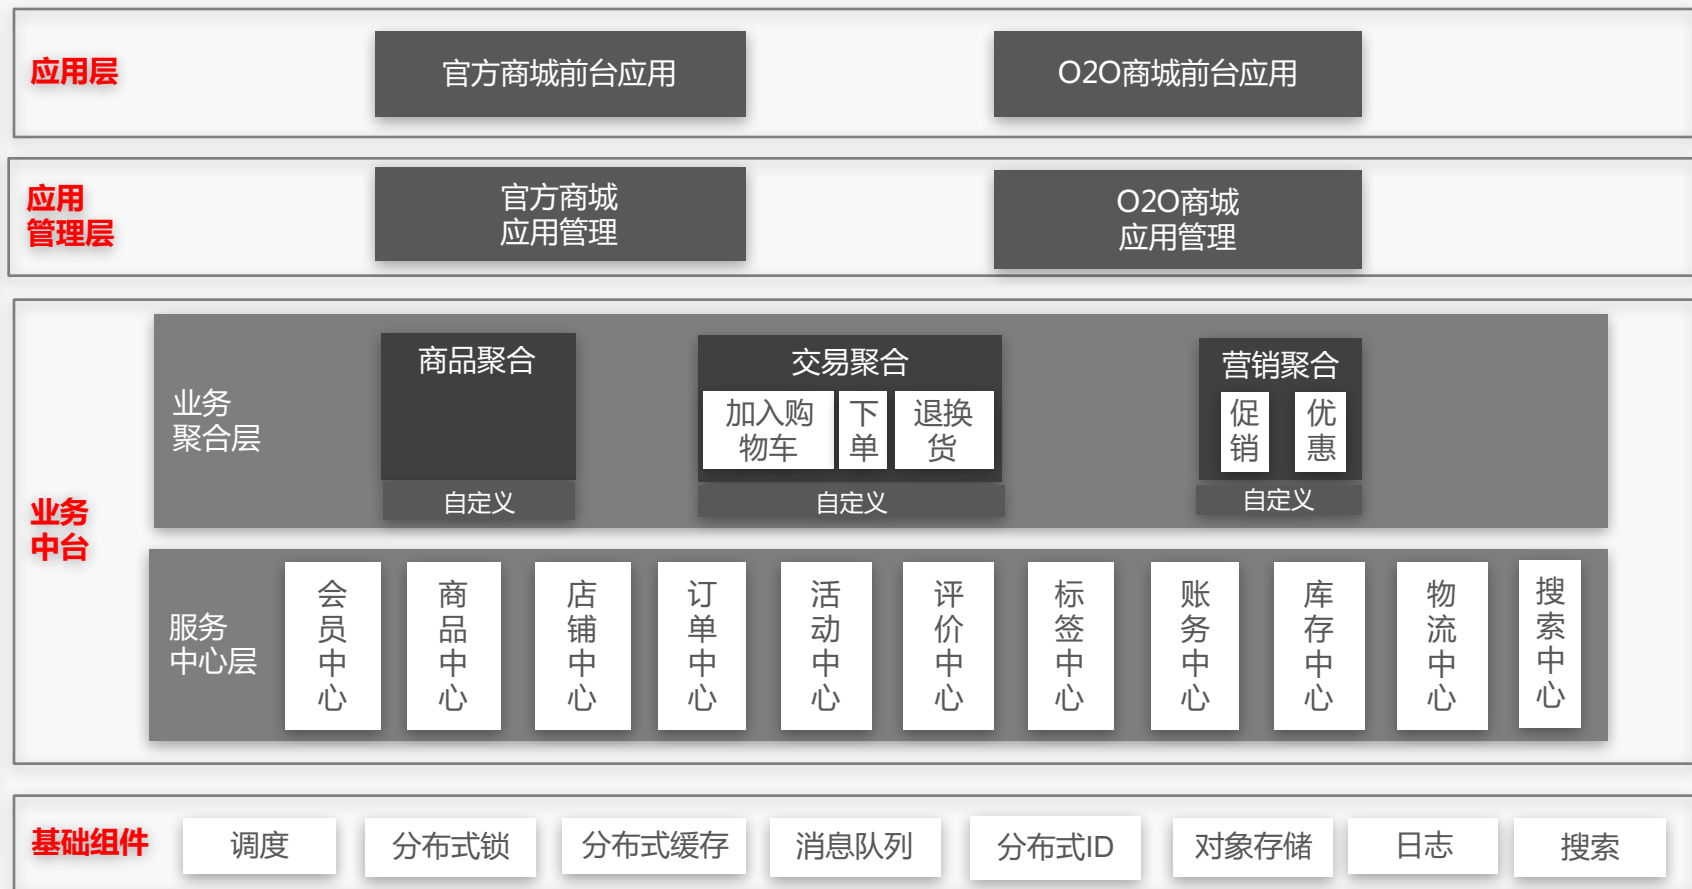 应用层
官方商城前台应用
O2O商城前台应用
应用
管理层
官方商城
应用管理
O2O商城
应用管理
业务
中台
业务
聚合层
商品聚合
自定义
交易聚合
加入购
物车
下
单
退换
货
自定义
营销聚合
促
销
优
惠
自定义
服务
中心层
会
员
中
心
商
品
中
心
店
铺
中
心
订
单
中
心
活
动
中
心
评
价
中
心
标
签
中
心
账
务
中
心
库
存
中
心
物
流
中
心
搜
索
中
心
基础组件
调度
分布式锁
分布式缓存
消息队列
分布式ID
对象存储
日志
搜索